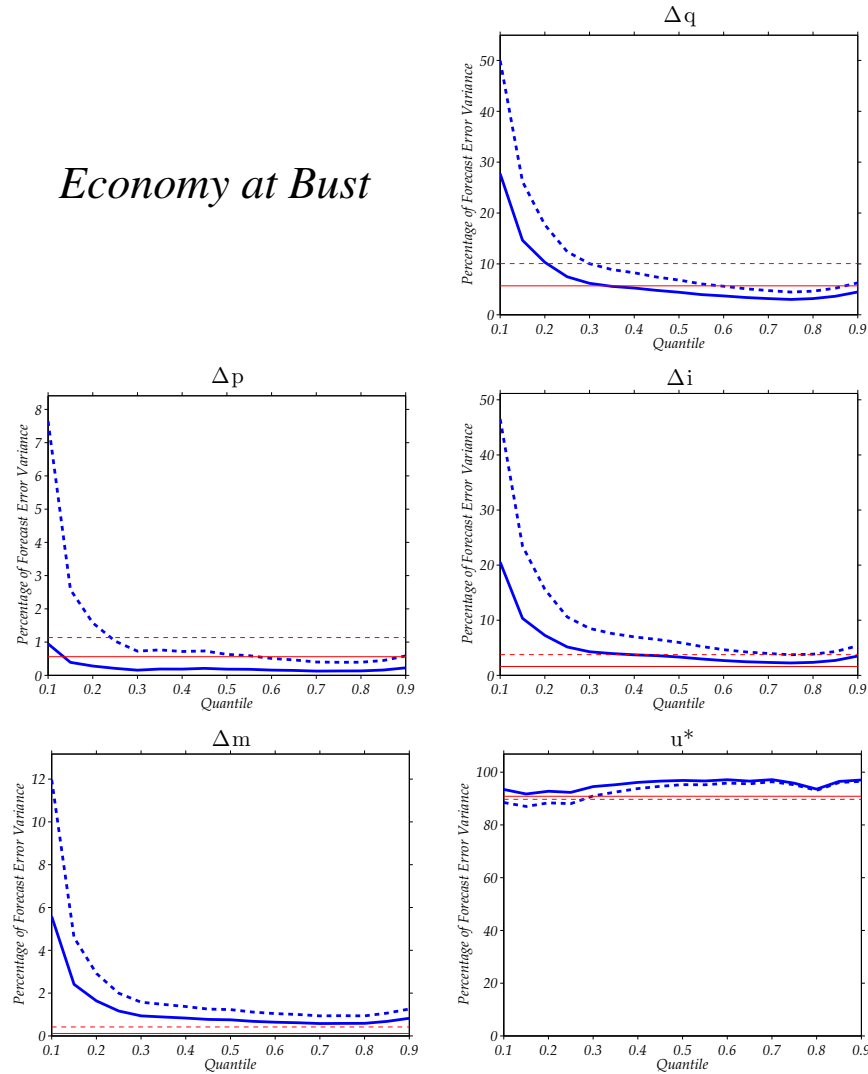 Δq
Percentage of Forecast Error Variance
50
40
30
20
10
0
0.1 0.2 0.3 0.4 0.5 0.6 0.7 0.8 0.9
Quantile
Economy at Bust
Δp
Percentage of Forecast Error Variance
8
7
6
5
4
3
2
1
0
0.1 0.2 0.3 0.4 0.5 0.6 0.7 0.8 0.9
Quantile
Δi
Percentage of Forecast Error Variance
50
40
30
20
10
0
0.1 0.2 0.3 0.4 0.5 0.6 0.7 0.8 0.9
Quantile
Δm
Percentage of Forecast Error Variance
12
10
8
6
4
2
0
0.1 0.2 0.3 0.4 0.5 0.6 0.7 0.8 0.9
Quantile
u*
Percentage of Forecast Error Variance
100
80
60
40
20
0
0.1 0.2 0.3 0.4 0.5 0.6 0.7 0.8 0.9
Quantile